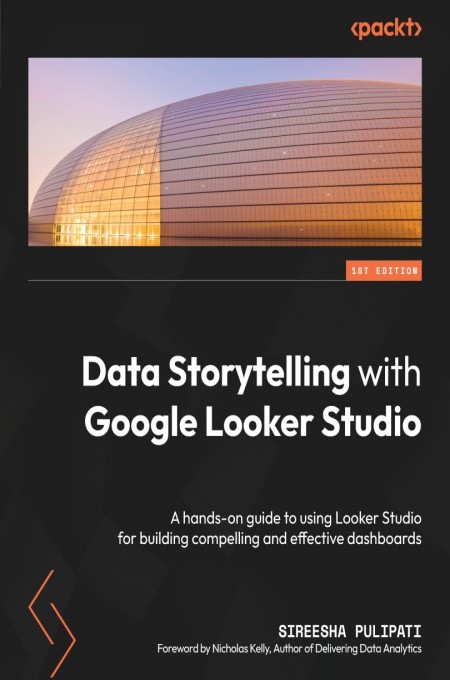 <packt>
1ST EDITION
Data Storytelling with
Google Looker Studio
A hands-on guide to using Looker Studio
for building compelling and effective dashboards
SIREESHA PULIPATI
Foreword by Nicholas Kelly, Author of Delivering Data Analytics